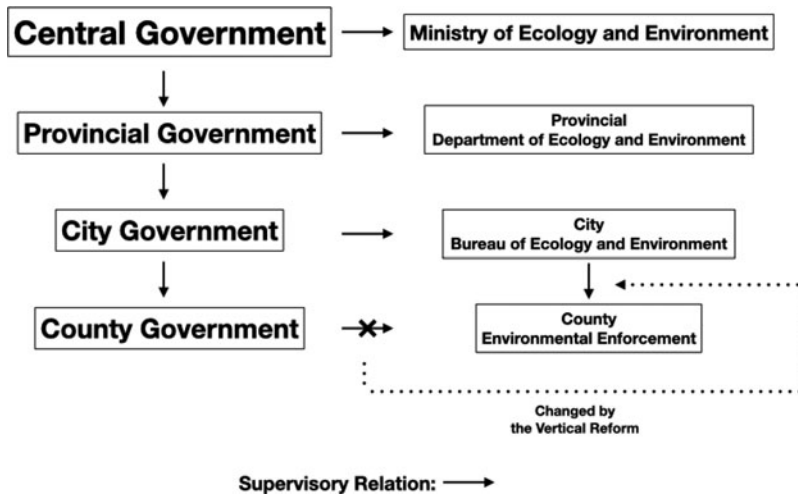 Central Government
Ministry of Ecology and Environment
Provincial Government
Provincial
Department of Ecology and Environment
City Government
City
Bureau of Ecology and Environment
County Government
County
Environmental Enforcement
Changed by
the Vertical Reform
Supervisory Relation: